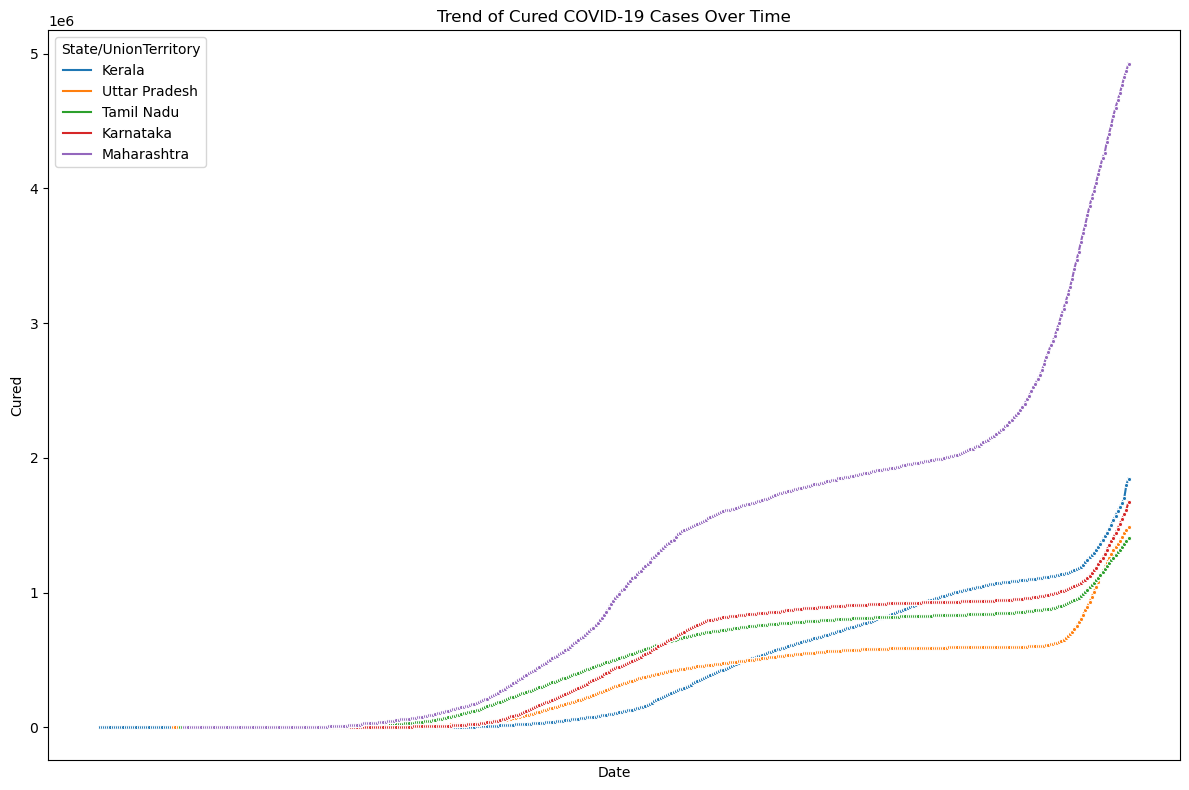 Trend of Cured COVID-19 Cases Over Time
1e6
State/UnionTerritory
Kerala
Uttar Pradesh
Tamil Nadu
Karnataka
Maharashtra
5
4
3
2
1
0
Cured
Date